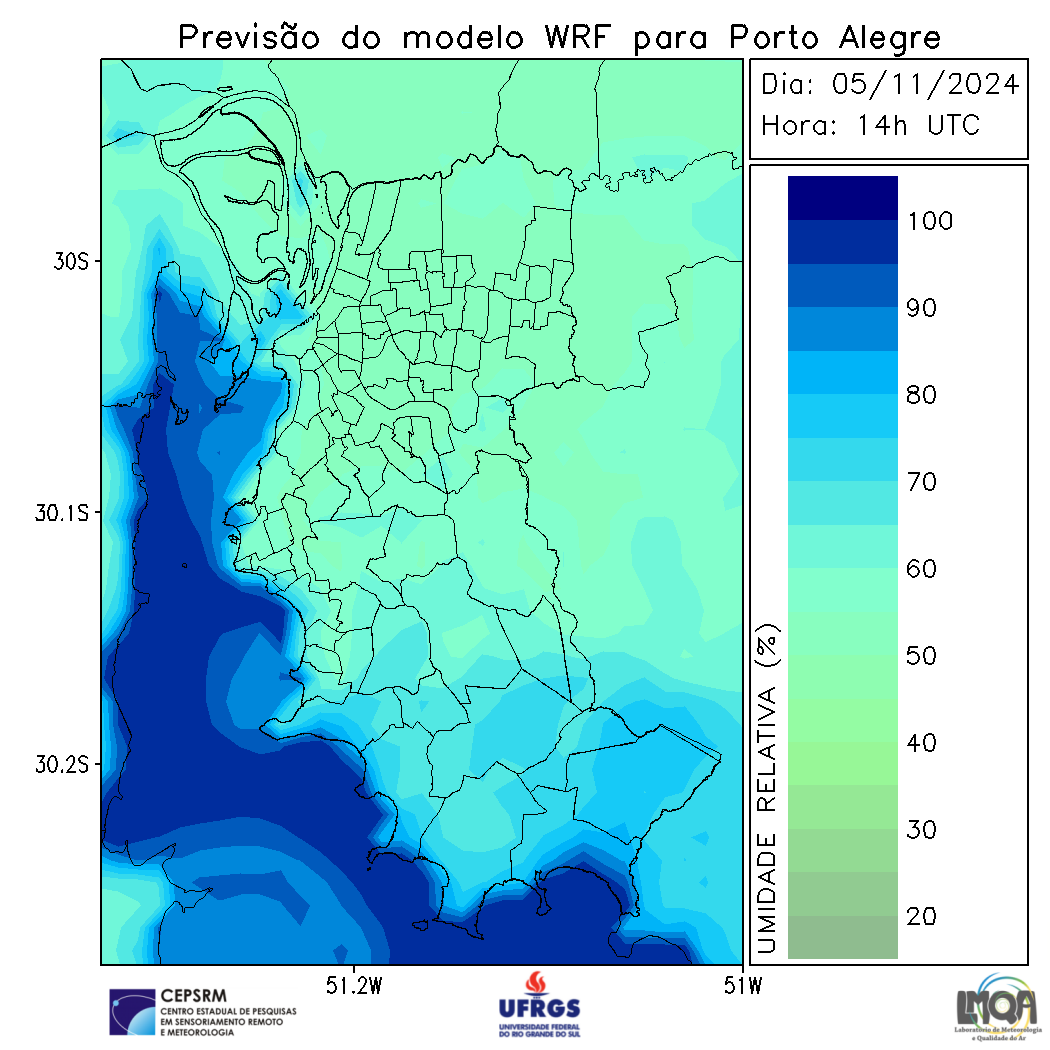 Previsão do modelo WRF para Porto Alegre
Dia: 05/11/2024
Hora: 14h UTC
30S
30.1S
30.2S
51.2W
51W
100
90
80
70
60
50
40
30
20
UMIDADE RELATIVA (%)
CEPSRM
CENTRO ESTADUAL DE PESQUISAS
EM SENSORIAMENTO REMOTO
E METEOROLOGIA
UFRGS
UNIVERSIDADE FEDERAL
DO RIO GRANDE DO SUL
LMQA
Laboratório de Meteorologia
e Qualidade do Ar